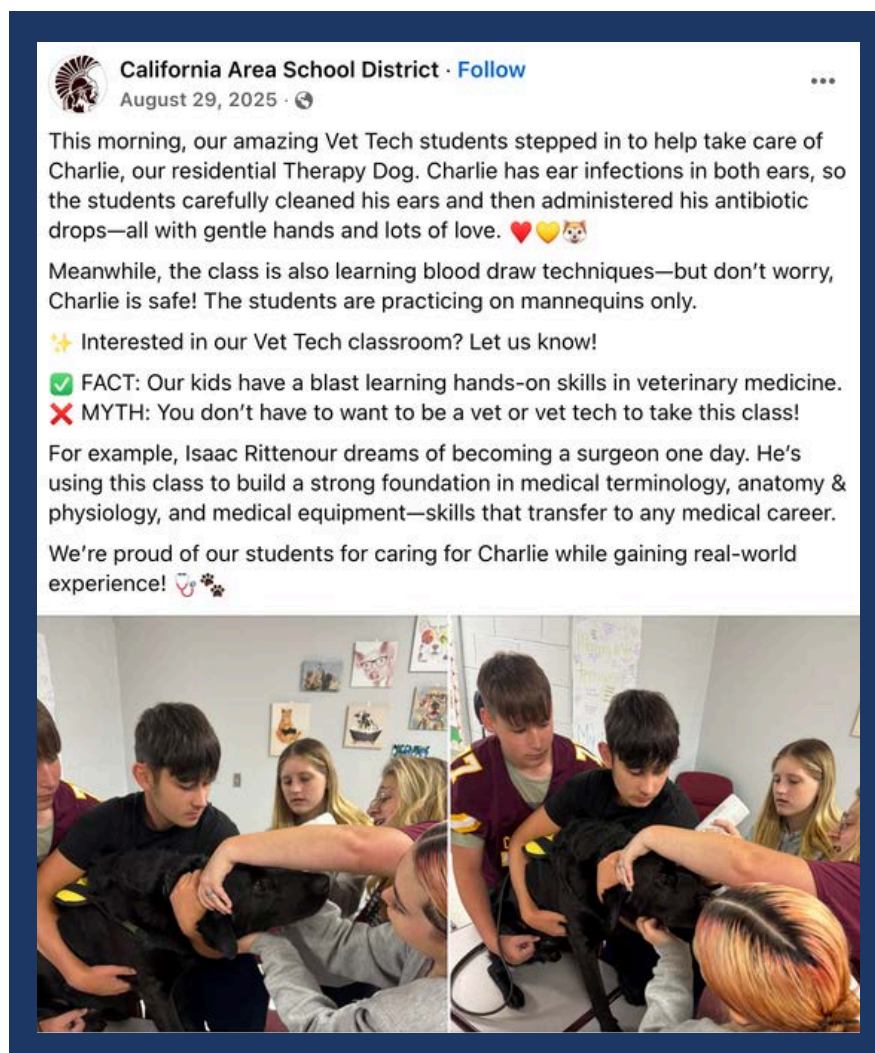 California Area School District · Follow
August 29, 2025 ·
This morning, our amazing Vet Tech students stepped in to help take care of
Charlie, our residential Therapy Dog. Charlie has ear infections in both ears, so
the students carefully cleaned his ears and then administered his antibiotic
drops—all with gentle hands and lots of love. ❤️💛🐶
Meanwhile, the class is also learning blood draw techniques—but don’t worry,
Charlie is safe! The students are practicing on mannequins only.
✨ Interested in our Vet Tech classroom? Let us know!
✅ FACT: Our kids have a blast learning hands-on skills in veterinary medicine.
❌ MYTH: You don’t have to want to be a vet or vet tech to take this class!
For example, Isaac Rittenour dreams of becoming a surgeon one day. He’s
using this class to build a strong foundation in medical terminology, anatomy &
physiology, and medical equipment—skills that transfer to any medical career.
We’re proud of our students for caring for Charlie while gaining real-world
experience! 🩺🐾
7